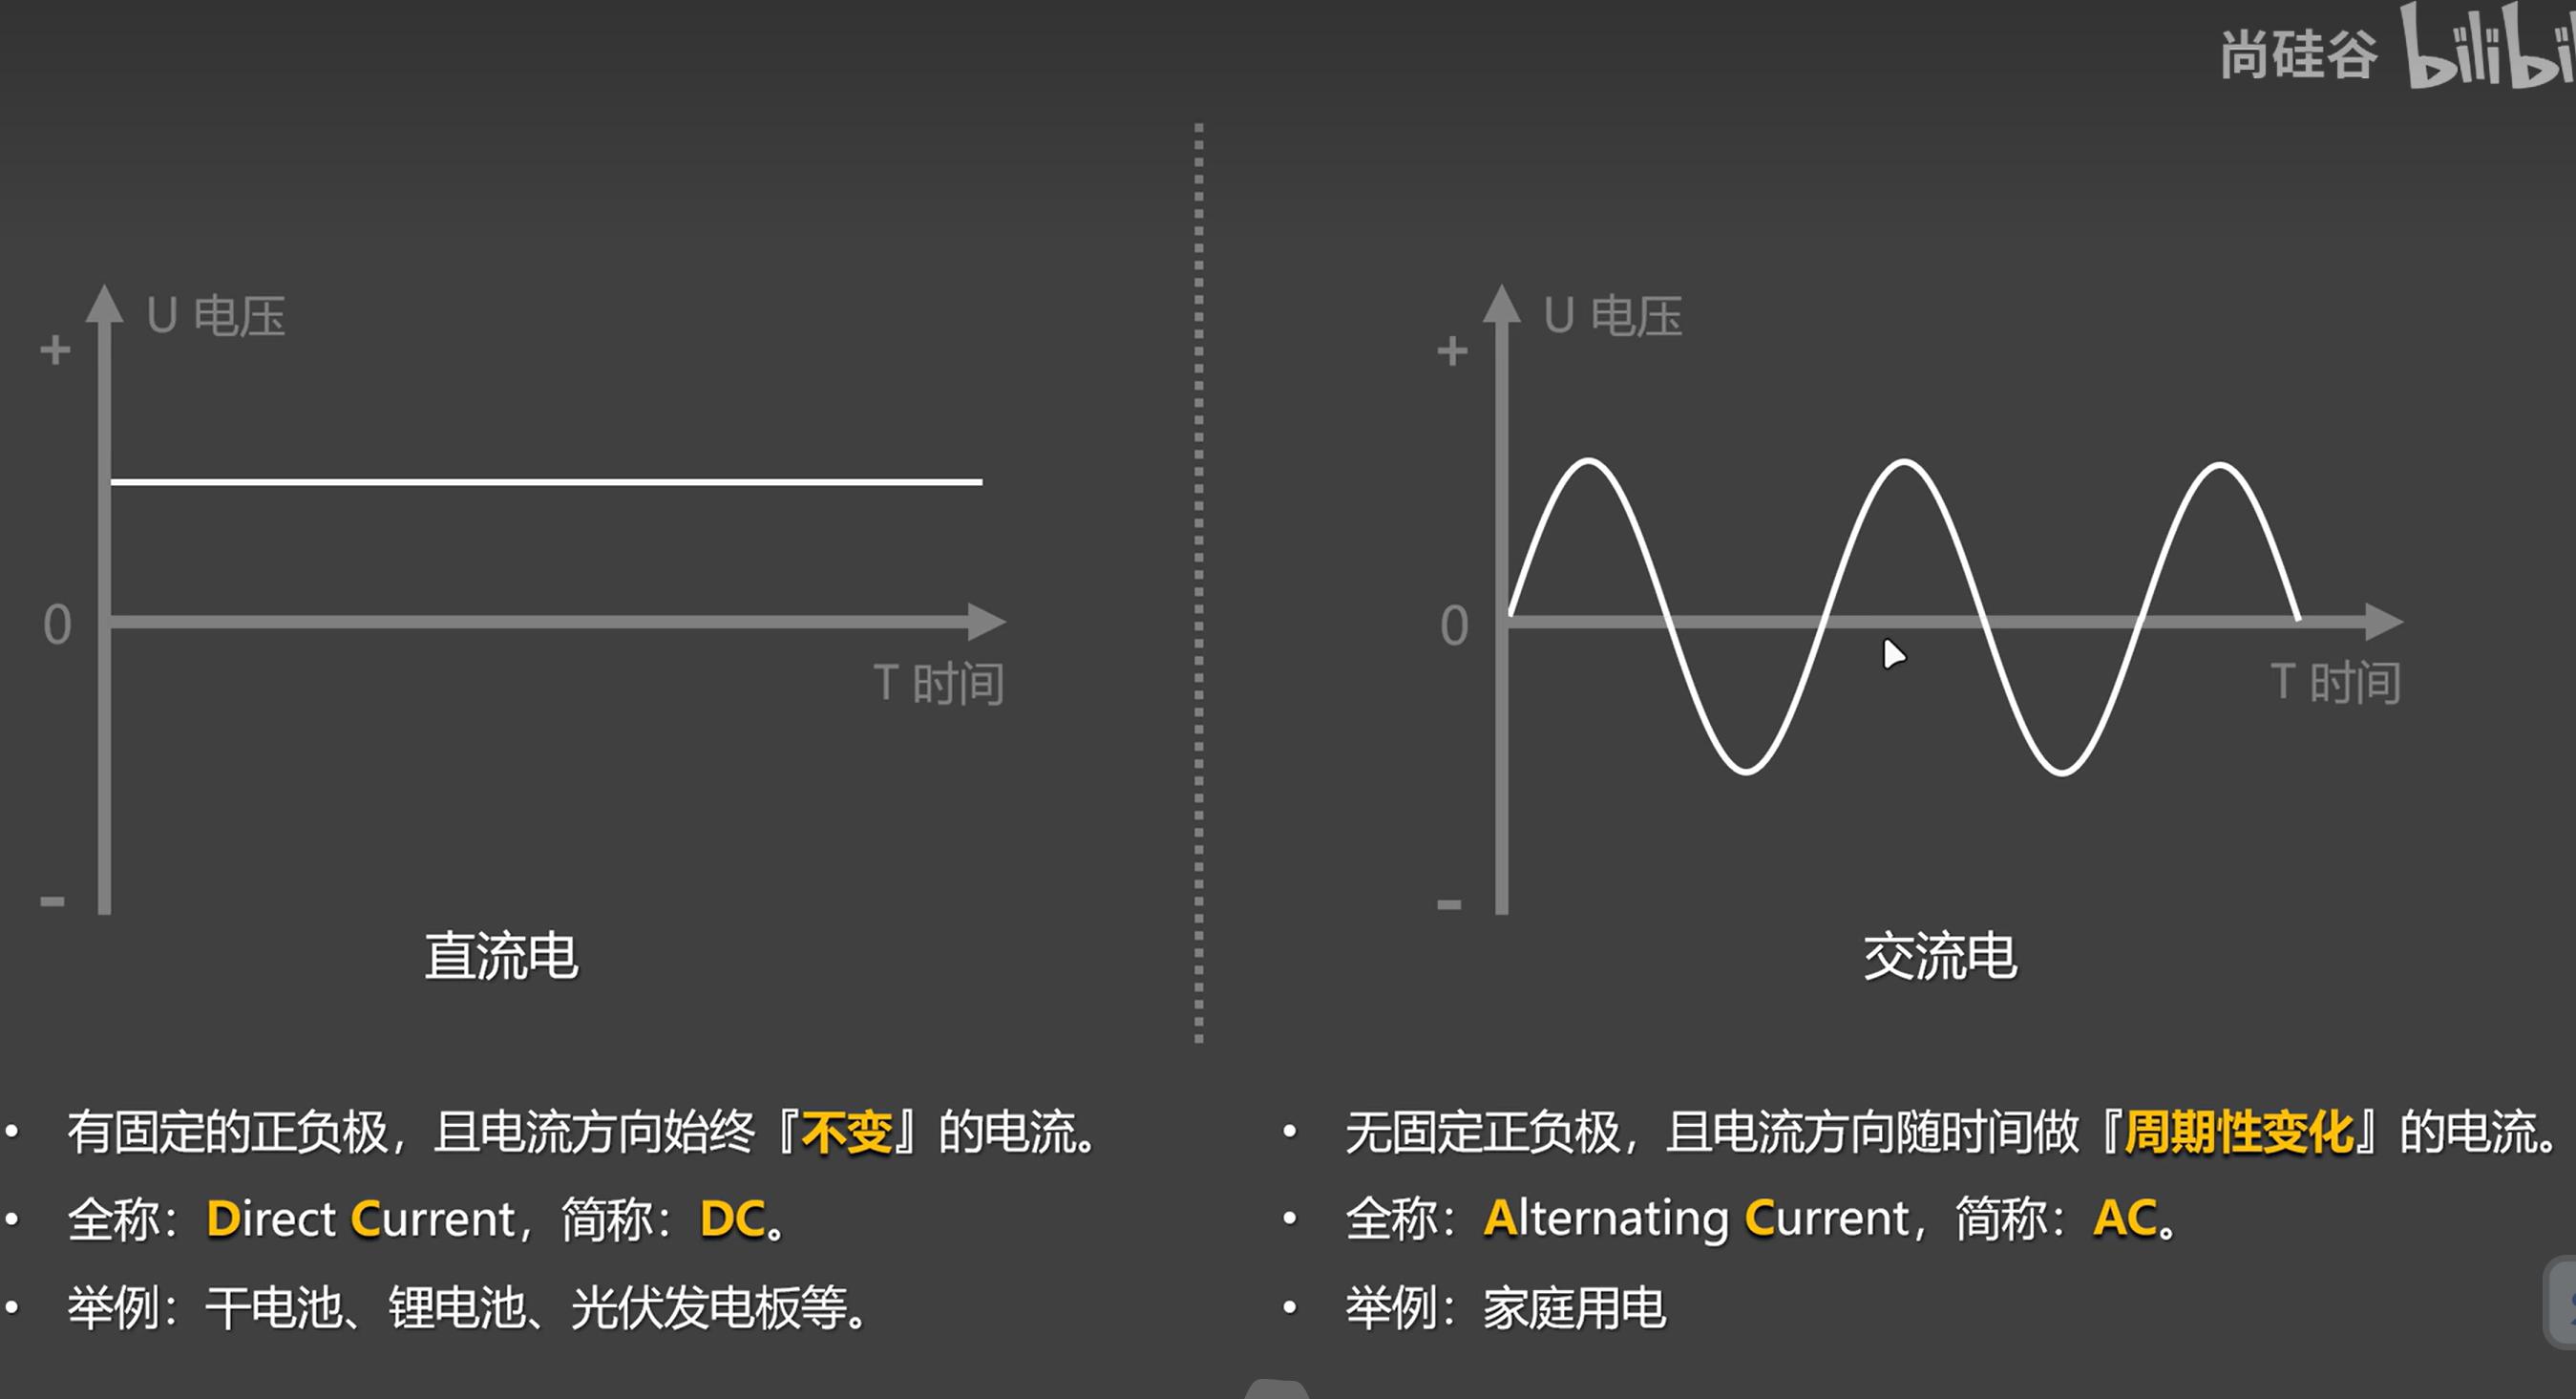 尚硅谷 bilibi
U 电压
+
0
T 时间
-
直流电
• 有固定的正负极，且电流方向始终『不变』的电流。
• 全称：Direct Current，简称：DC。
• 举例：干电池、锂电池、光伏发电板等。
U 电压
+
0
T 时间
-
交流电
• 无固定正负极，且电流方向随时间做『周期性变化』的电流。
• 全称：Alternating Current，简称：AC。
• 举例：家庭用电